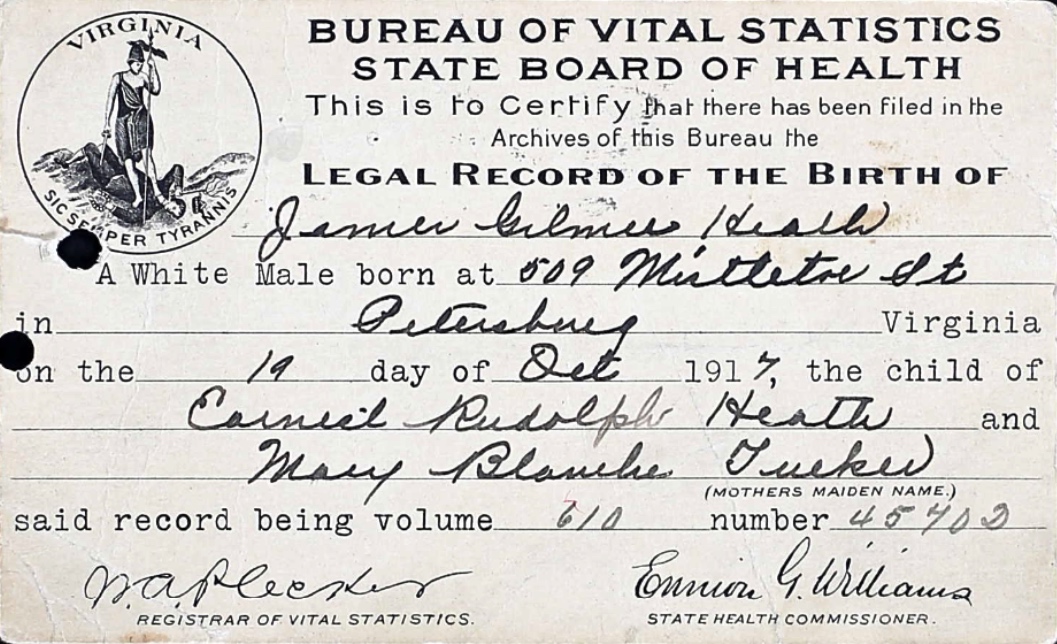 VIRGINIA
SIC SEMPER TYRANNIS
BUREAU OF VITAL STATISTICS
STATE BOARD OF HEALTH
This is to Certify that there has been filed in the
Archives of this Bureau the
LEGAL RECORD OF THE BIRTH OF
James Gilmer Heath
A White Male born at 509 Mistletoe St
in Petersburg Virginia
on the 19 day of Oct 1917, the child of
Earnest Rudolph Heath and
Mary Blanche Tucker
(MOTHERS MAIDEN NAME.)
said record being volume 610 number 45702
W.A. Plecker Ennion G. Williams
REGISTRAR OF VITAL STATISTICS. STATE HEALTH COMMISSIONER.